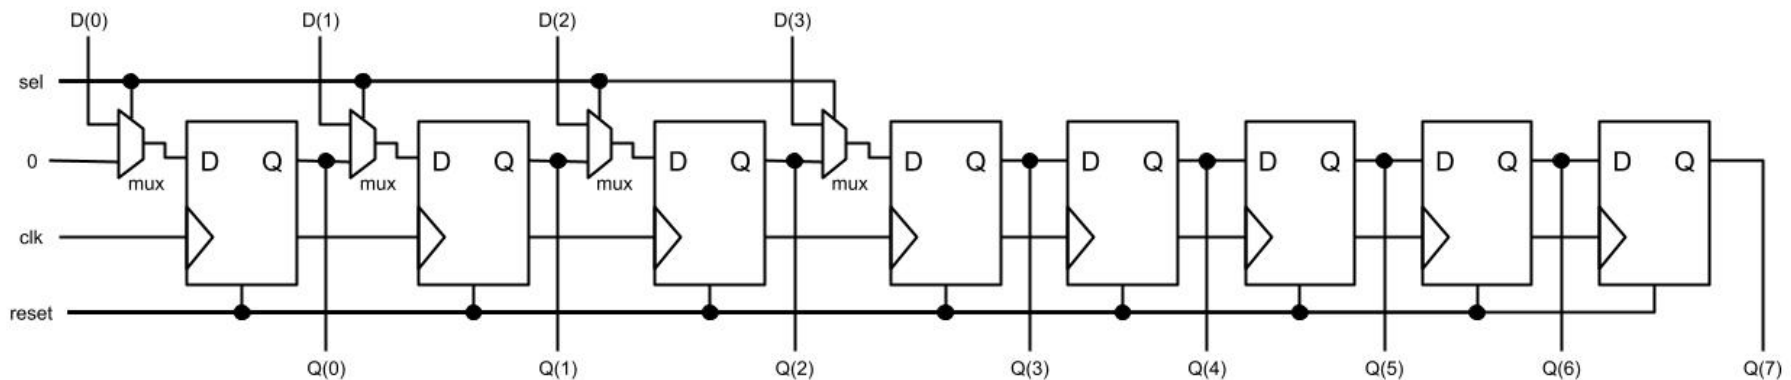 D(0) D(1) D(2) D(3)
sel
0 D Q D Q D Q D Q D Q D Q D Q D Q
mux mux mux mux
clk
reset
Q(0) Q(1) Q(2) Q(3) Q(4) Q(5) Q(6) Q(7)